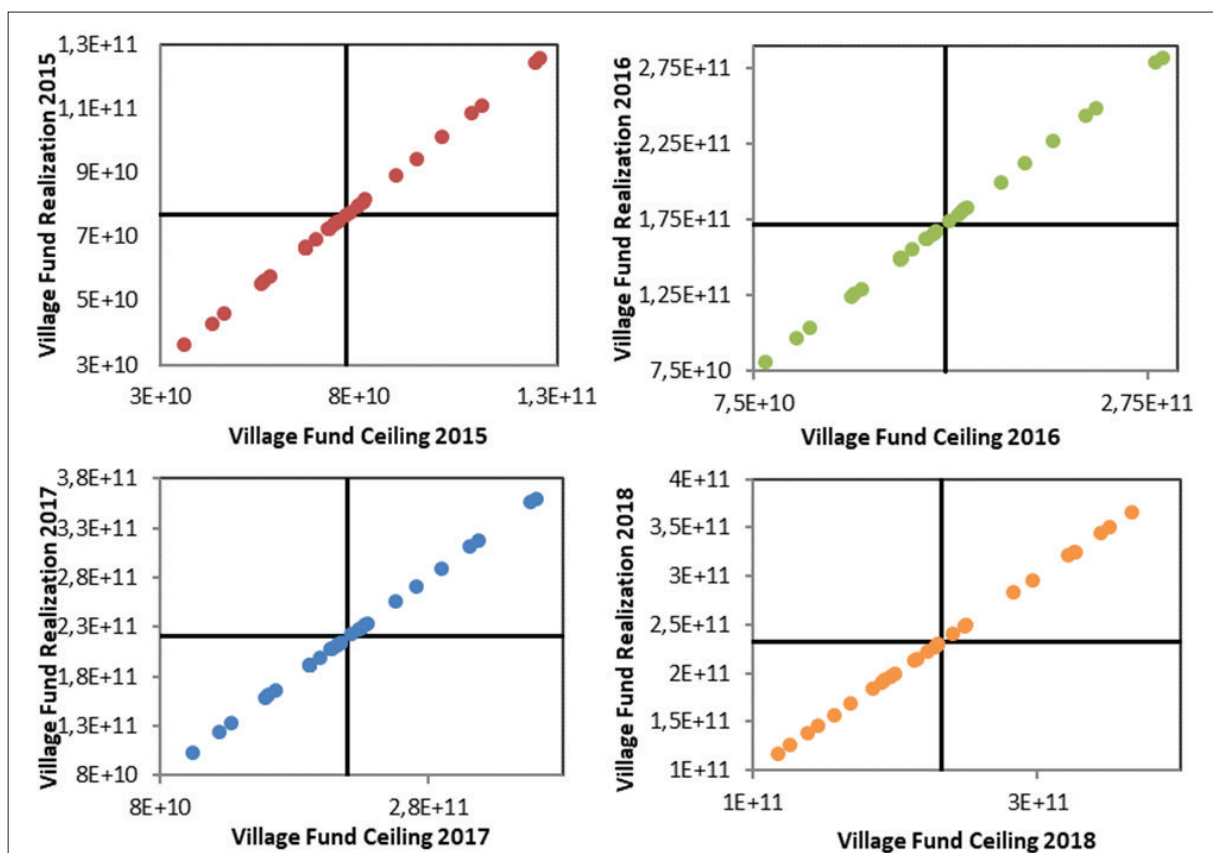 Village Fund Realization 2015
1,3E+11
1,1E+11
9E+10
7E+10
5E+10
3E+10
3E+10
8E+10
1,3E+11
Village Fund Ceiling 2015
Village Fund Realization 2016
2,75E+11
2,25E+11
1,75E+11
1,25E+11
7,5E+10
7,5E+10
2,75E+11
Village Fund Ceiling 2016
Village Fund Realization 2017
3,8E+11
3,3E+11
2,8E+11
2,3E+11
1,8E+11
1,3E+11
8E+10
8E+10
2,8E+11
Village Fund Ceiling 2017
Village Fund Realization 2018
4E+11
3,5E+11
3E+11
2,5E+11
2E+11
1,5E+11
1E+11
1E+11
3E+11
Village Fund Ceiling 2018